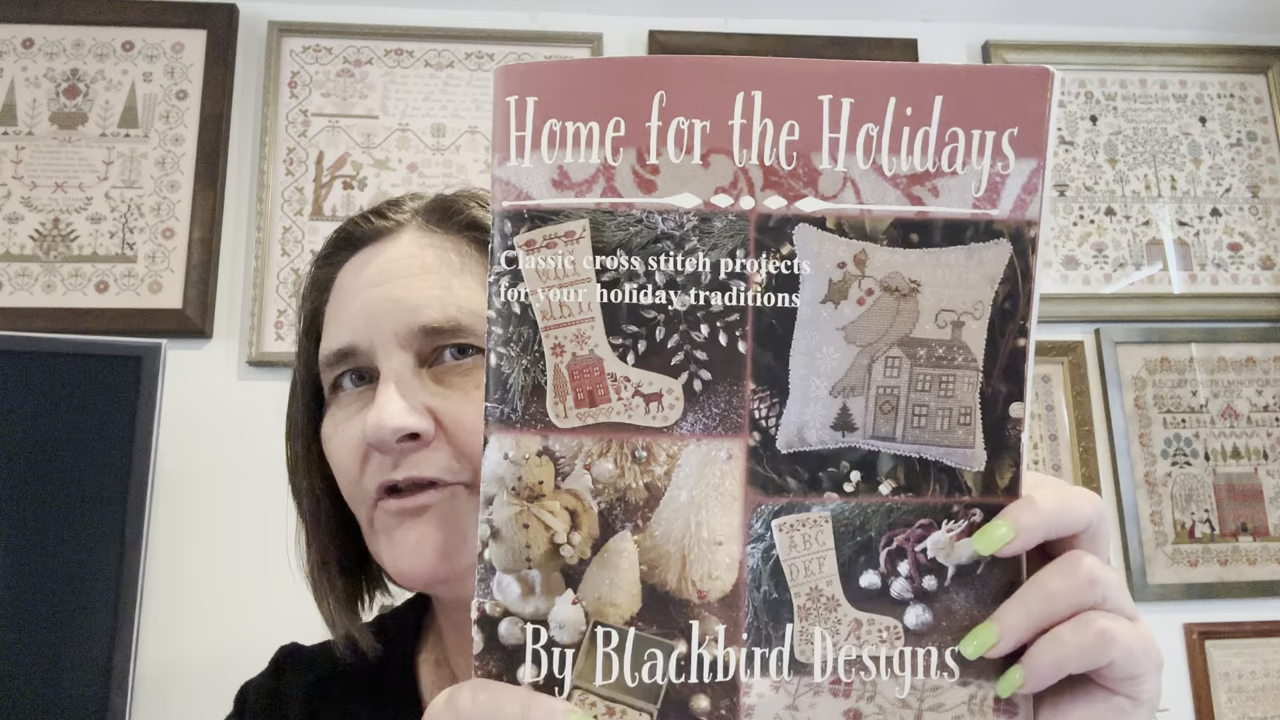 Home for the Holidays
Classic cross stitch projects
for your holiday traditions
ABC
DEF
By Blackbird Designs